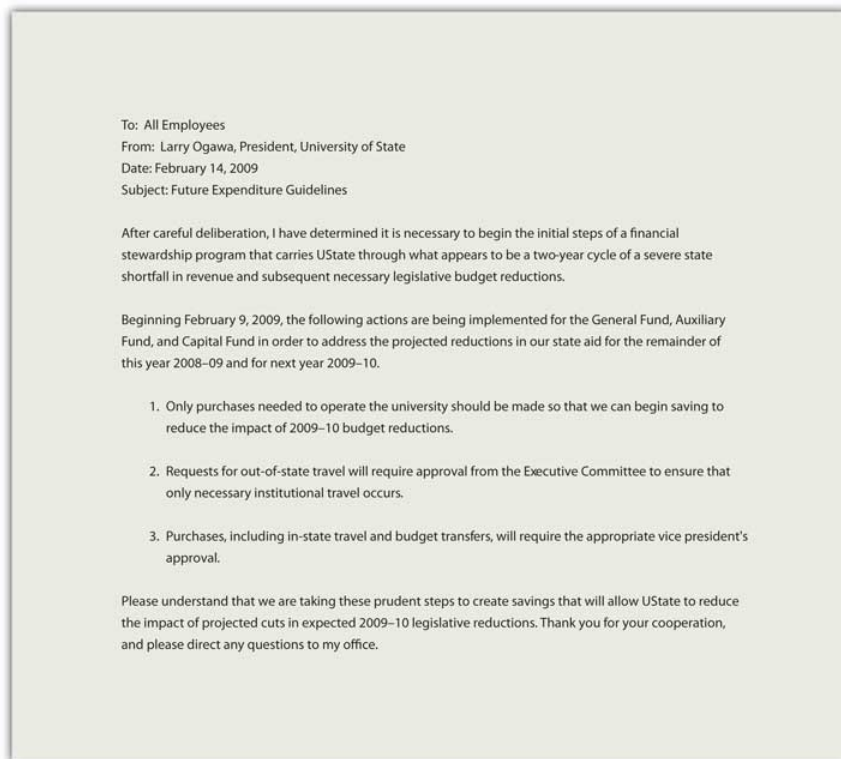 To: All Employees
From: Larry Ogawa, President, University of State
Date: February 14, 2009
Subject: Future Expenditure Guidelines
After careful deliberation, I have determined it is necessary to begin the initial steps of a financial
stewardship program that carries UState through what appears to be a two-year cycle of a severe state
shortfall in revenue and subsequent necessary legislative budget reductions.
Beginning February 9, 2009, the following actions are being implemented for the General Fund, Auxiliary
Fund, and Capital Fund in order to address the projected reductions in our state aid for the remainder of
this year 2008–09 and for next year 2009–10.
1. Only purchases needed to operate the university should be made so that we can begin saving to
reduce the impact of 2009–10 budget reductions.
2. Requests for out-of-state travel will require approval from the Executive Committee to ensure that
only necessary institutional travel occurs.
3. Purchases, including in-state travel and budget transfers, will require the appropriate vice president's
approval.
Please understand that we are taking these prudent steps to create savings that will allow UState to reduce
the impact of projected cuts in expected 2009–10 legislative reductions. Thank you for your cooperation,
and please direct any questions to my office.